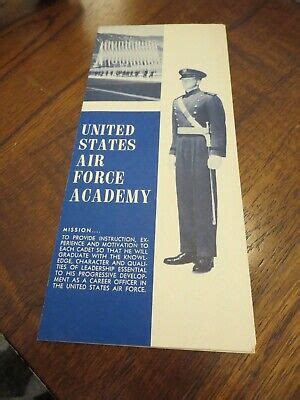 UNITED
STATES
AIR
FORCE
ACADEMY
MISSION....
TO PROVIDE INSTRUCTION, EX-
PERIENCE AND MOTIVATION TO
EACH CADET SO THAT HE WILL
GRADUATE WITH THE KNOWL-
EDGE, CHARACTER AND QUALI-
TIES OF LEADERSHIP ESSENTIAL
TO HIS PROGRESSIVE DEVELOP-
MENT AS A CAREER OFFICER IN
THE UNITED STATES AIR FORCE.